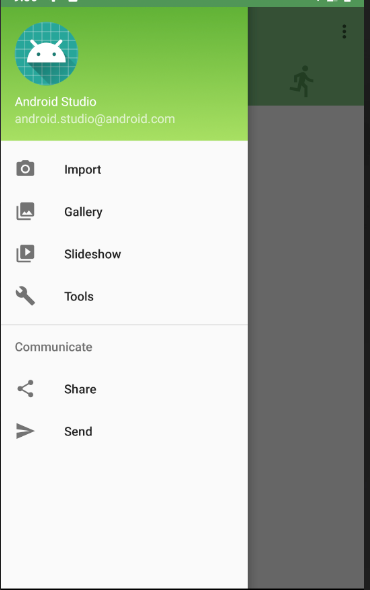 Android Studio
android.studio@android.com
Import
Gallery
Slideshow
Tools
Communicate
Share
Send